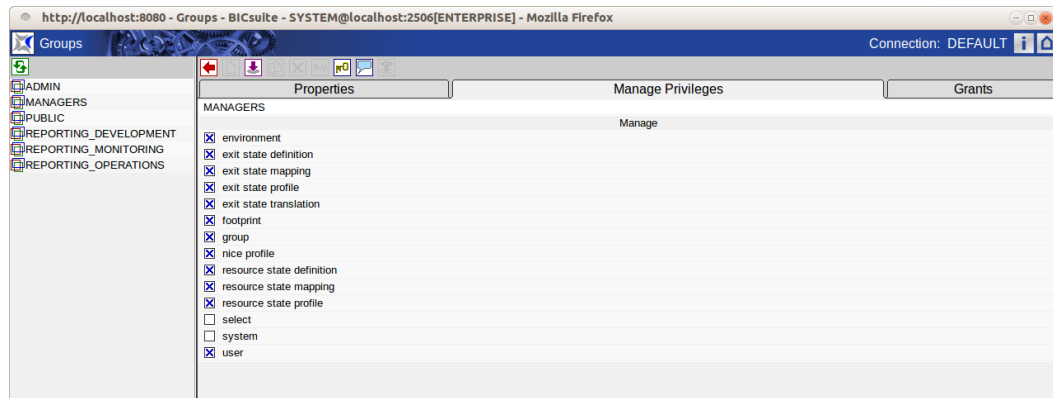 http://localhost:8080 - Groups - BICsuite - SYSTEM@localhost:2506[ENTERPRISE] - Mozilla Firefox
Groups
Connection: DEFAULT
ADMIN
MANAGERS
PUBLIC
REPORTING_DEVELOPMENT
REPORTING_MONITORING
REPORTING_OPERATIONS
Properties
Manage Privileges
Grants
MANAGERS
Manage
environment
exit state definition
exit state mapping
exit state profile
exit state translation
footprint
group
nice profile
resource state definition
resource state mapping
resource state profile
select
system
user